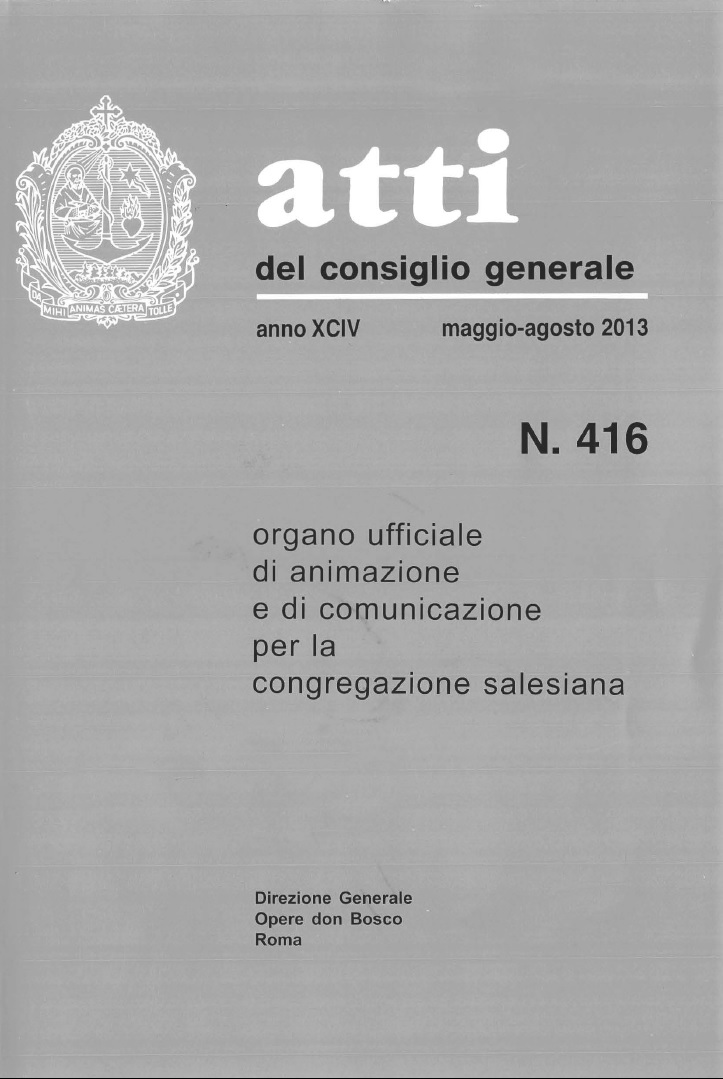 atti
del consiglio generale
anno XCIV maggio-agosto 2013
N. 416
organo ufficiale
di animazione
e di comunicazione
per la
congregazione salesiana
Direzione Generale
Opere don Bosco
Roma
DA MIHI ANIMAS CÆTERA TOLLE